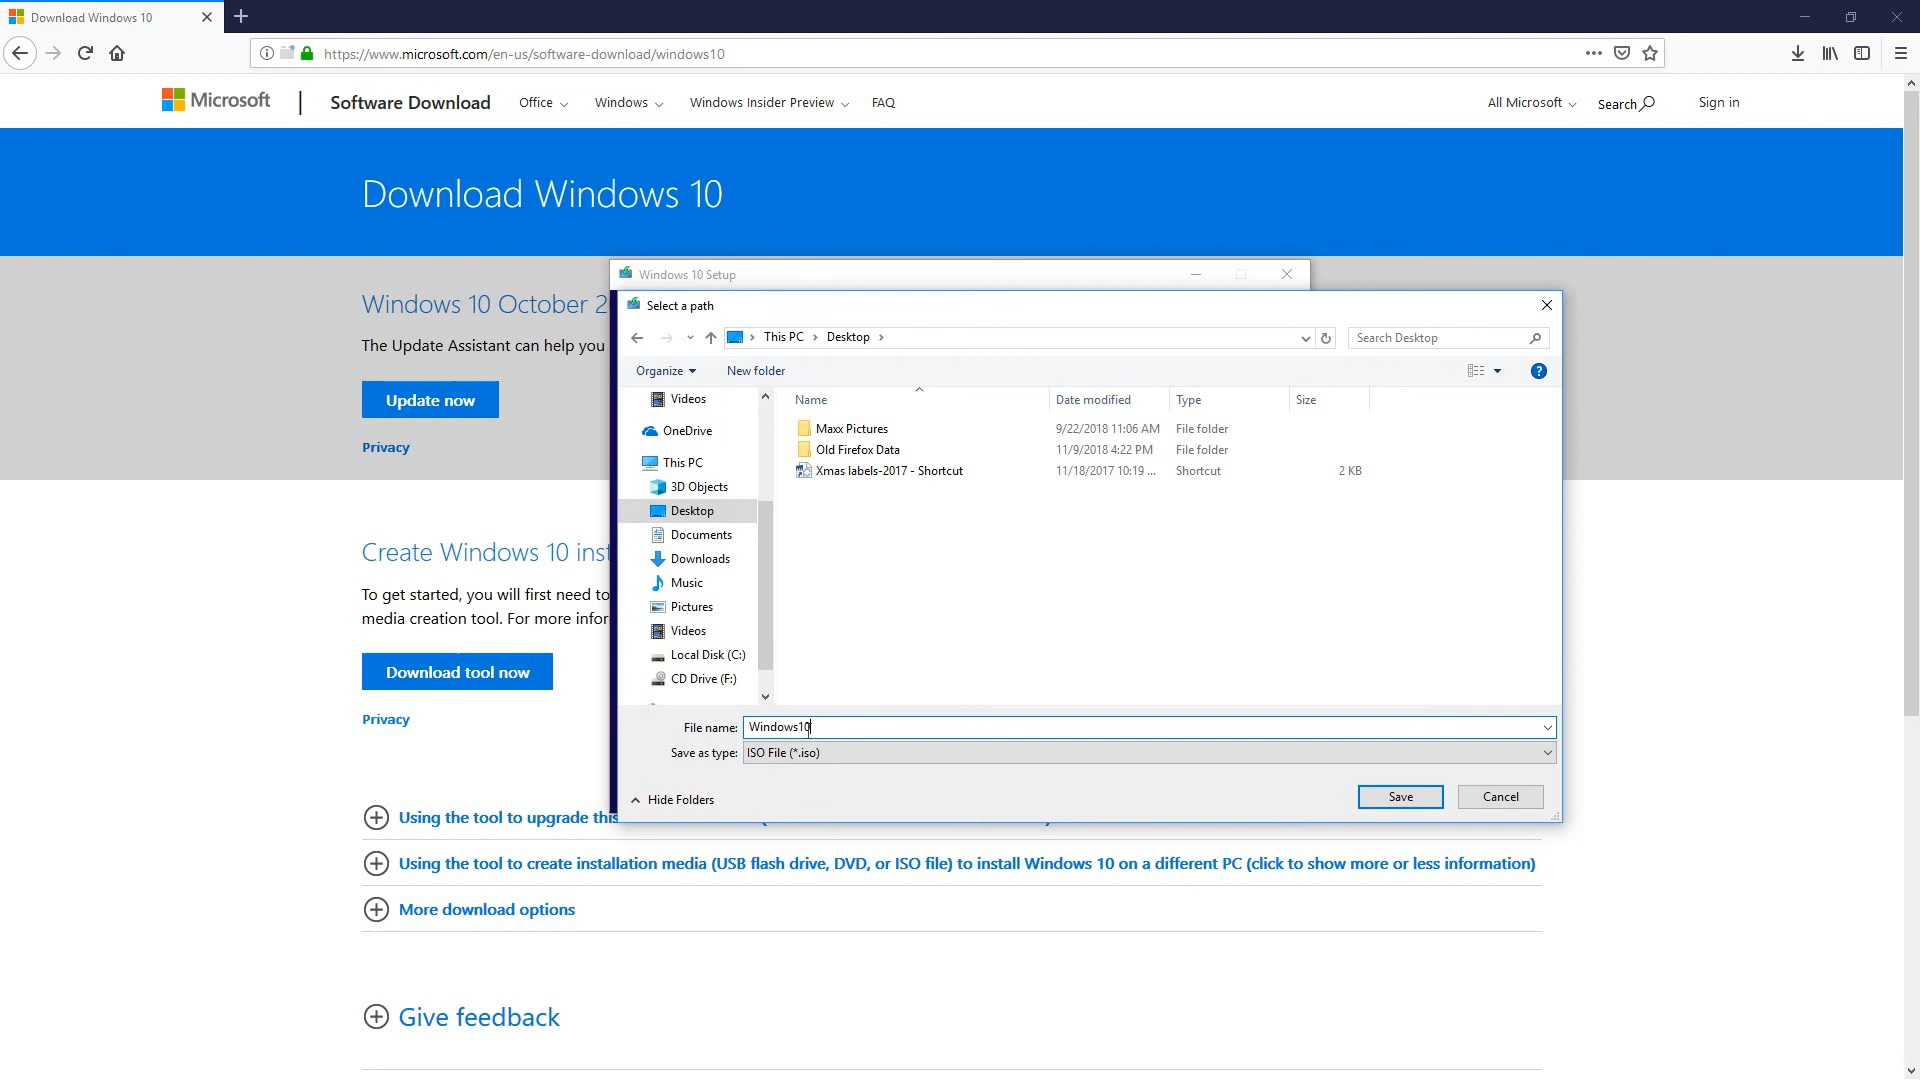 Download Windows 10
https://www.microsoft.com/en-us/software-download/windows10
Microsoft
Software Download
Office
Windows
Windows Insider Preview
FAQ
All Microsoft
Search
Sign in
Download Windows 10
Windows 10 October 2
The Update Assistant can help you
Update now
Privacy
Create Windows 10 inst
To get started, you will first need to
media creation tool. For more infor
Download tool now
Privacy
Windows 10 Setup
Select a path
This PC > Desktop >
Search Desktop
Organize
New folder
Videos
OneDrive
This PC
3D Objects
Desktop
Documents
Downloads
Music
Pictures
Videos
Local Disk (C:)
CD Drive (F:)
Name Date modified Type Size
Maxx Pictures 9/22/2018 11:06 AM File folder
Old Firefox Data 11/9/2018 4:22 PM File folder
Xmas labels-2017 - Shortcut 11/18/2017 10:19 ... Shortcut 2 KB
File name: Windows10
Save as type: ISO File (*.iso)
Hide Folders
Save
Cancel
Using the tool to upgrade this
Using the tool to create installation media (USB flash drive, DVD, or ISO file) to install Windows 10 on a different PC (click to show more or less information)
More download options
Give feedback